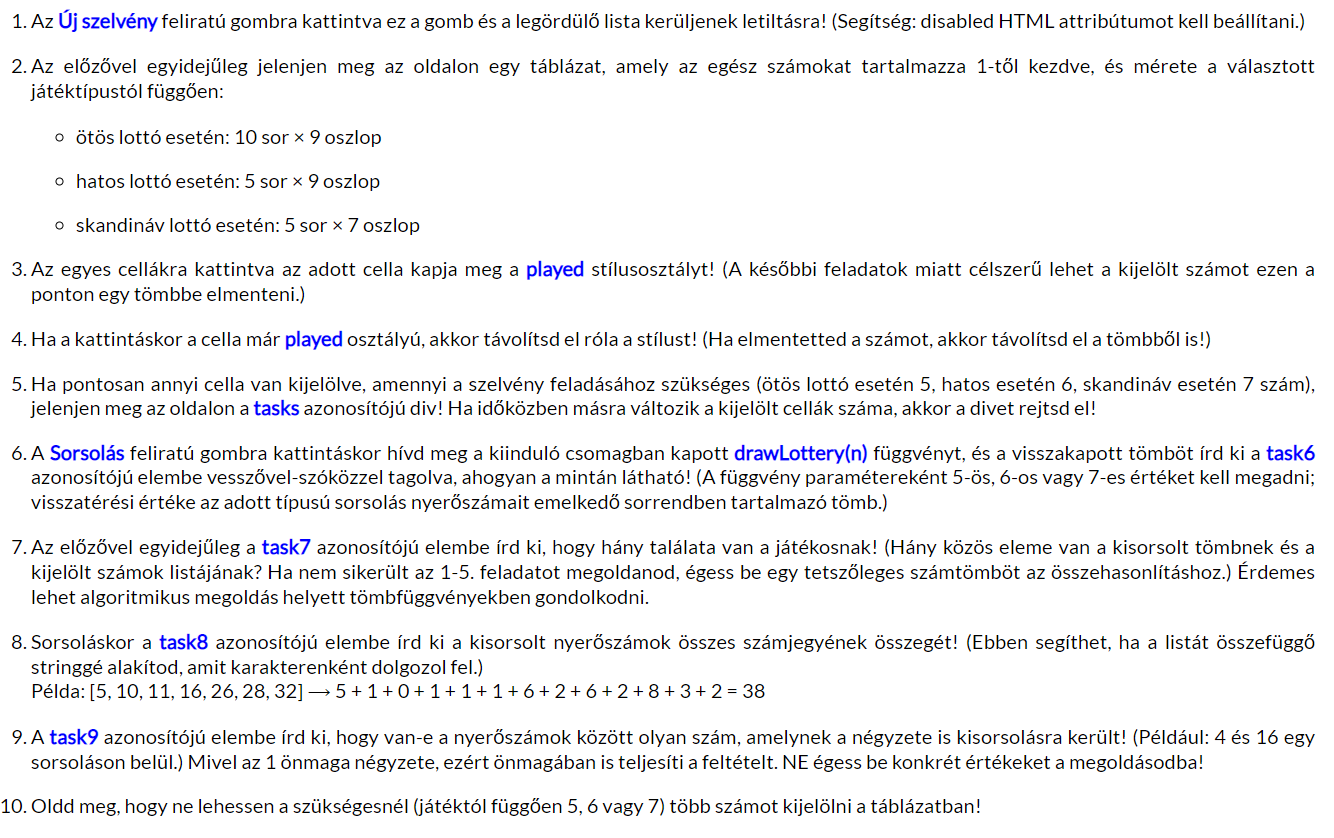 1. Az Új szelvény feliratú gombra kattintva ez a gomb és a legördülő lista kerüljenek letiltásra! (Segítség: disabled HTML attribútumot kell beállítani.)
2. Az előzővel egyidejűleg jelenjen meg az oldalon egy táblázat, amely az egész számokat tartalmazza 1-től kezdve, és mérete a választott
játéktípustól függően:
○ ötös lottó esetén: 10 sor × 9 oszlop
○ hatos lottó esetén: 5 sor × 9 oszlop
○ skandináv lottó esetén: 5 sor × 7 oszlop
3. Az egyes cellákra kattintva az adott cella kapja meg a played stílusosztályt! (A későbbi feladatok miatt célszerű lehet a kijelölt számot ezen a
ponton egy tömbbe elmenteni.)
4. Ha a kattintáskor a cella már played osztályú, akkor távolítsd el róla a stílust! (Ha elmentetted a számot, akkor távolítsd el a tömbből is!)
5. Ha pontosan annyi cella van kijelölve, amennyi a szelvény feladásához szükséges (ötös lottó esetén 5, hatos esetén 6, skandináv esetén 7 szám),
jelenjen meg az oldalon a tasks azonosítójú div! Ha időközben másra változik a kijelölt cellák száma, akkor a divet rejtsd el!
6. A Sorsolás feliratú gombra kattintáskor hívd meg a kiinduló csomagban kapott drawLottery(n) függvényt, és a visszakapott tömböt írd ki a task6
azonosítójú elembe vesszővel-szóközzel tagolva, ahogyan a mintán látható! (A függvény paramétereként 5-ös, 6-os vagy 7-es értéket kell megadni;
visszatérési értéke az adott típusú sorsolás nyerőszámait emelkedő sorrendben tartalmazó tömb.)
7. Az előzővel egyidejűleg a task7 azonosítójú elembe írd ki, hogy hány találata van a játékosnak! (Hány közös eleme van a kisorsolt tömbnek és a
kijelölt számok listájának? Ha nem sikerült az 1-5. feladatot megoldanod, égess be egy tetszőleges számtömböt az összehasonlításhoz.) Érdemes
lehet algoritmikus megoldás helyett tömbfüggvényekben gondolkodni.
8. Sorsoláskor a task8 azonosítójú elembe írd ki a kisorsolt nyerőszámok összes számjegyének összegét! (Ebben segíthet, ha a listát összefüggő
stringgé alakítod, amit karakterenként dolgozol fel.)
Példa: [5, 10, 11, 16, 26, 28, 32] ⟶ 5 + 1 + 0 + 1 + 1 + 1 + 6 + 2 + 6 + 2 + 8 + 3 + 2 = 38
9. A task9 azonosítójú elembe írd ki, hogy van-e a nyerőszámok között olyan szám, amelynek a négyzete is kisorsolásra került! (Például: 4 és 16 egy
sorsoláson belül.) Mivel az 1 önmaga négyzete, ezért önmagában is teljesíti a feltételt. NE égess be konkrét értékeket a megoldásodba!
10. Oldd meg, hogy ne lehessen a szükségesnél (játéktól függően 5, 6 vagy 7) több számot kijelölni a táblázatban!